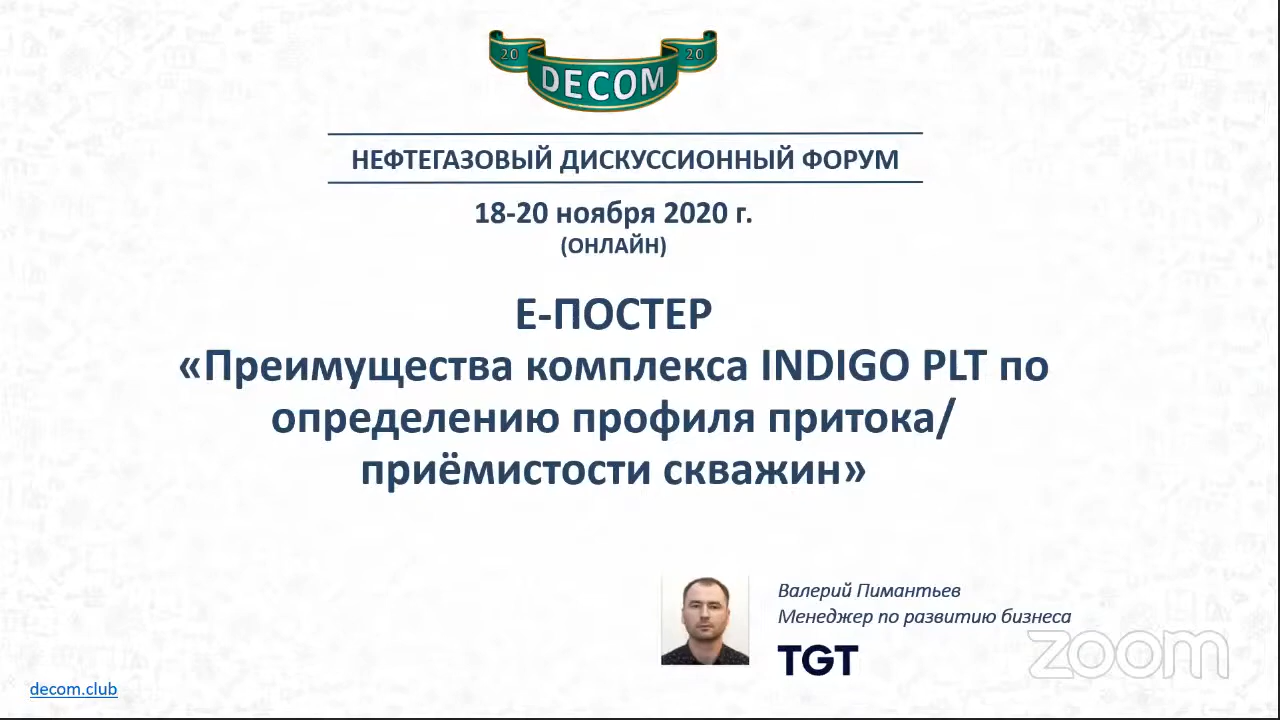 20 DECOM 20
НЕФТЕГАЗОВЫЙ ДИСКУССИОННЫЙ ФОРУМ
18-20 ноября 2020 г.
(ОНЛАЙН)
Е-ПОСТЕР
«Преимущества комплекса INDIGO PLT по
определению профиля притока/
приёмистости скважин»
Валерий Пимантьев
Менеджер по развитию бизнеса
TGT
zoom
decom.club